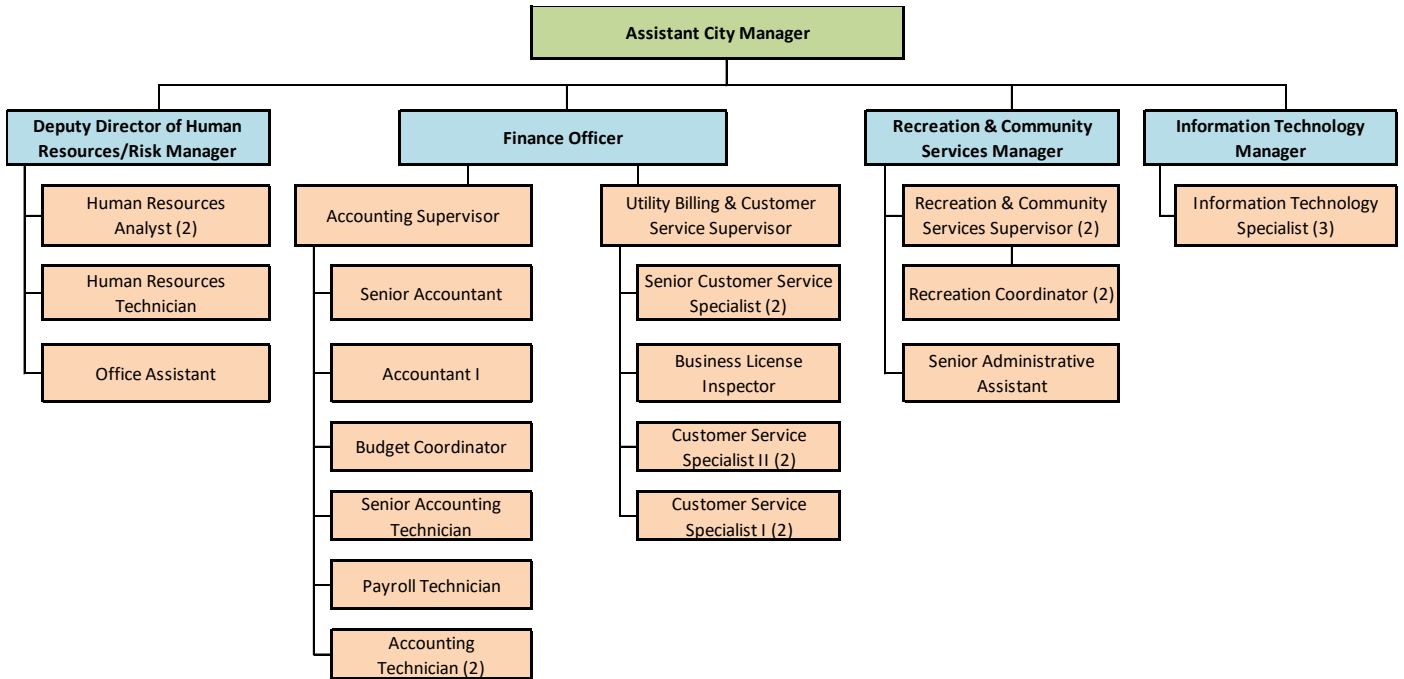 Assistant City Manager
Deputy Director of Human
Resources/Risk Manager
Finance Officer
Recreation & Community
Services Manager
Information Technology
Manager
Human Resources
Analyst (2)
Human Resources
Technician
Office Assistant
Accounting Supervisor
Senior Accountant
Accountant I
Budget Coordinator
Senior Accounting
Technician
Payroll Technician
Accounting
Technician (2)
Utility Billing & Customer
Service Supervisor
Senior Customer Service
Specialist (2)
Business License
Inspector
Customer Service
Specialist II (2)
Customer Service
Specialist I (2)
Recreation & Community
Services Supervisor (2)
Recreation Coordinator (2)
Senior Administrative
Assistant
Information Technology
Specialist (3)